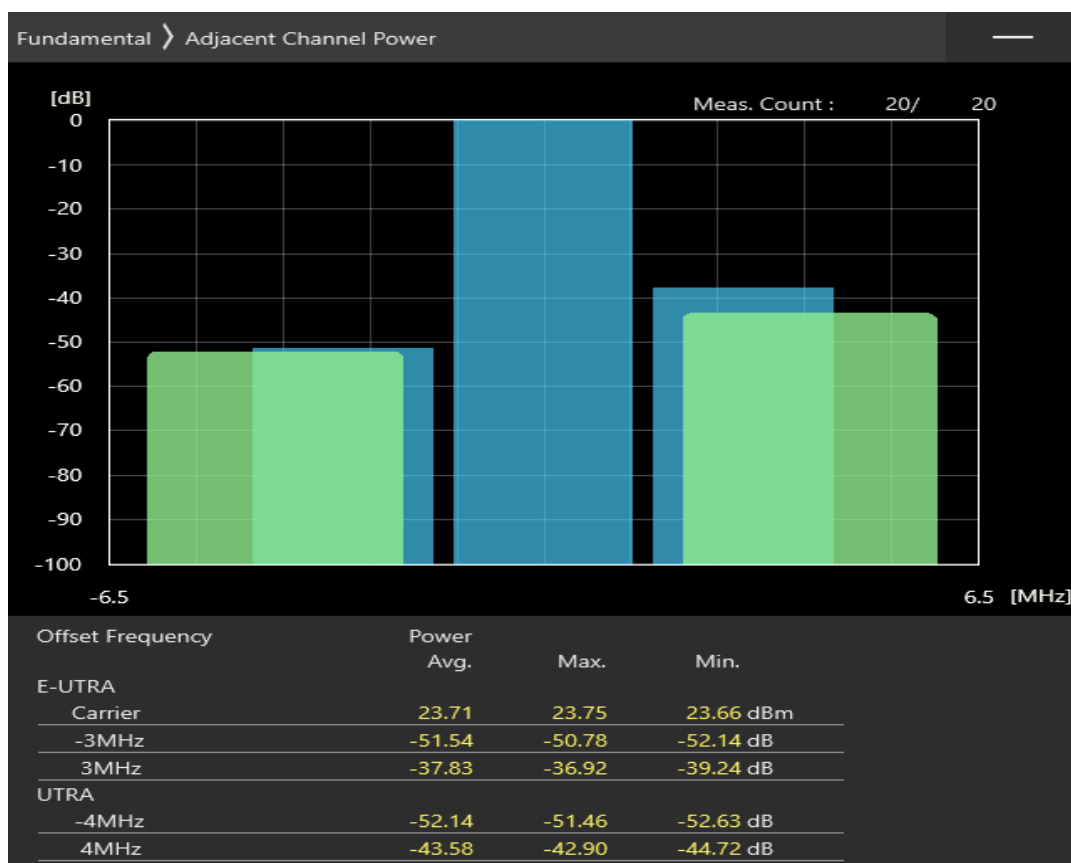 Fundamental 〉 Adjacent Channel Power
[dB]
Meas. Count : 20/ 20
0
-10
-20
-30
-40
-50
-60
-70
-80
-90
-100
-6.5 6.5 [MHz]
Offset Frequency Power
Avg. Max. Min.
E-UTRA
Carrier 23.71 23.75 23.66 dBm
-3MHz -51.54 -50.78 -52.14 dB
3MHz -37.83 -36.92 -39.24 dB
UTRA
-4MHz -52.14 -51.46 -52.63 dB
4MHz -43.58 -42.90 -44.72 dB